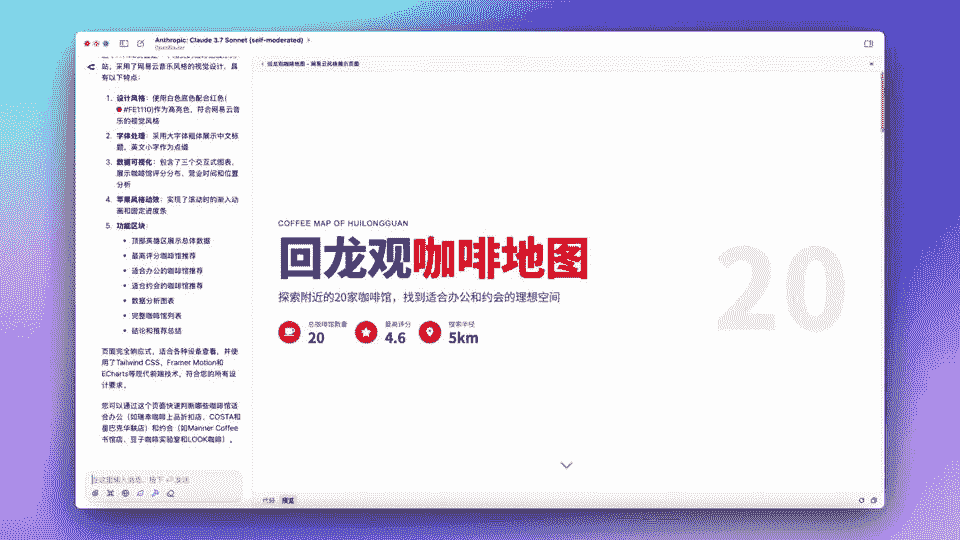 Anthropic: Claude 3.7 Sonnet (self-moderated)
OpenRouter
站，采用了网易云音乐风格的视觉设计，具
有以下特点：
1. 设计风格：使用白色底色配合红色(
#FE1110)作为高亮色，符合网易云音
乐的视觉风格
2. 字体处理：采用大字体粗体展示中文标
题，英文小字作为点缀
3. 数据可视化：包含了三个交互式图表，
展示咖啡馆评分分布、营业时间和位置
分析
4. 苹果风格动效：实现了滚动时的渐入动
画和固定进度条
5. 功能区块：
• 顶部英雄区展示总体数据
• 最高评分咖啡馆推荐
• 适合办公的咖啡馆推荐
• 适合约会的咖啡馆推荐
• 数据分析图表
• 完整咖啡馆列表
• 结论和推荐总结
页面完全响应式，适合各种设备查看，并使
用了Tailwind CSS、Framer Motion和
ECharts等现代前端技术，符合您的所有设
计要求。
您可以通过这个页面快速判断哪些咖啡馆适
合办公（如瑞幸咖啡上品折扣店、COSTA和
星巴克华联店）和约会（如Manner Coffee
书馆店、豆子咖啡实验室和LOOK咖啡）。
回龙观咖啡地图 - 网易云风格展示页面
COFFEE MAP OF HUILONGGUAN
回龙观咖啡地图
探索附近的20家咖啡馆，找到适合办公和约会的理想空间
总咖啡馆数量
20
最高评分
4.6
搜索半径
5km
20
代码 预览